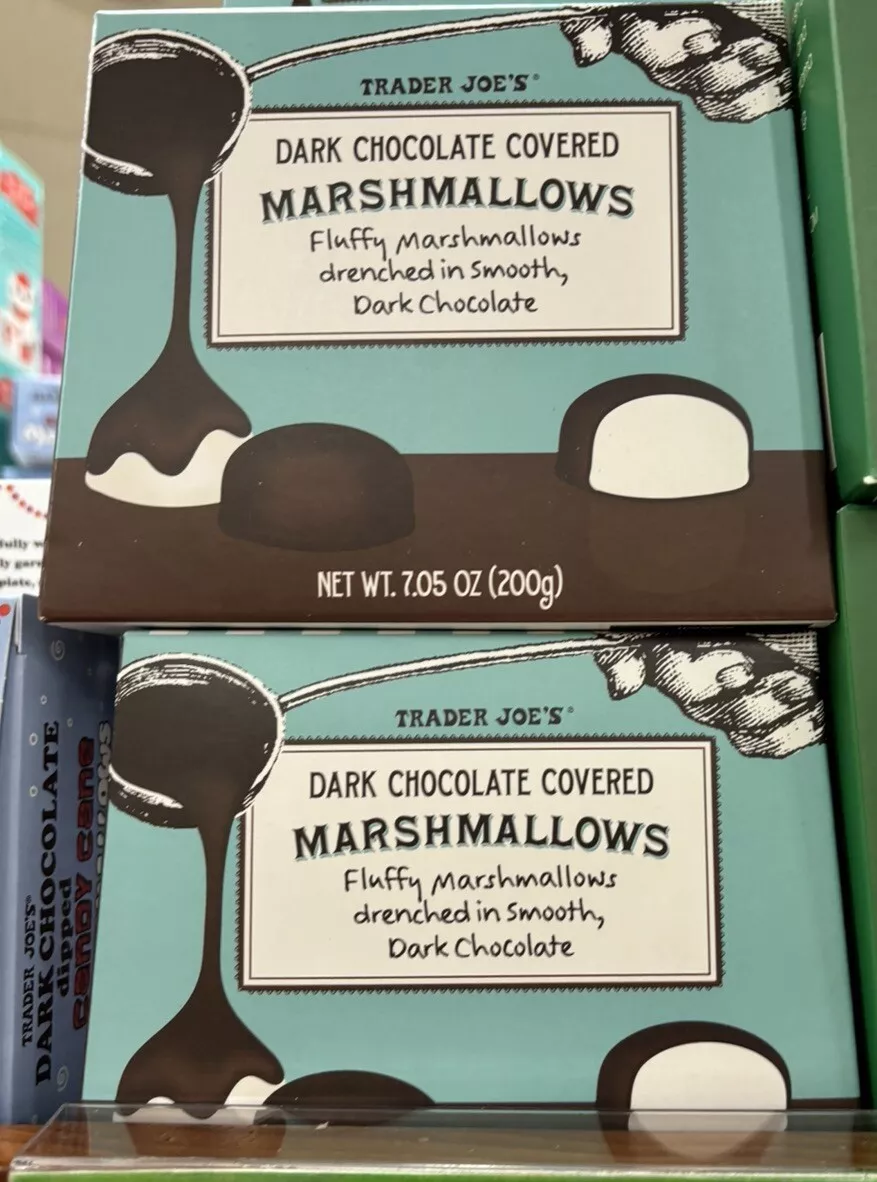 TRADER JOE'S®
DARK CHOCOLATE COVERED
MARSHMALLOWS
Fluffy Marshmallows
drenched in Smooth,
Dark Chocolate
NET WT. 7.05 OZ (200g)
TRADER JOE'S®
DARK CHOCOLATE COVERED
MARSHMALLOWS
Fluffy Marshmallows
drenched in Smooth,
Dark Chocolate
TRADER JOE'S®
DARK CHOCOLATE
dipped
CANDY CANE